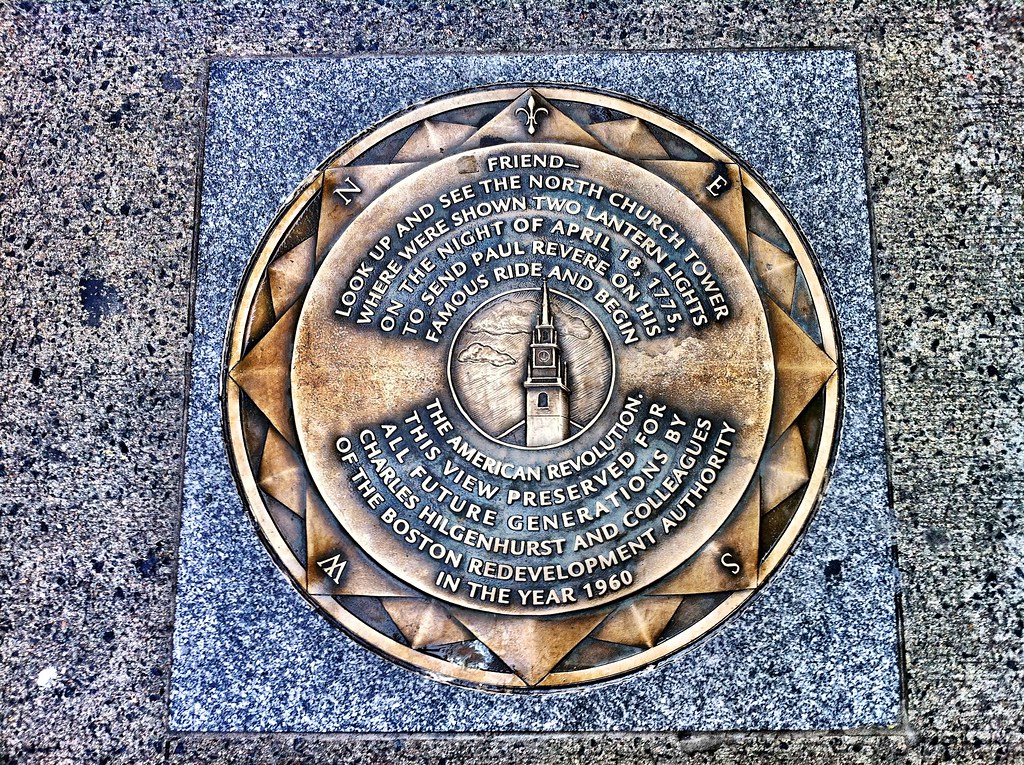 N
E
FRIEND—
LOOK UP AND SEE THE NORTH CHURCH TOWER
WHERE WERE SHOWN TWO LANTERN LIGHTS
ON THE NIGHT OF APRIL 18, 1775,
TO SEND PAUL REVERE ON HIS
FAMOUS RIDE AND BEGIN
THE AMERICAN REVOLUTION.
THIS VIEW PRESERVED FOR
ALL FUTURE GENERATIONS BY
CHARLES HILGENHURST AND COLLEAGUES
OF THE BOSTON REDEVELOPMENT AUTHORITY
IN THE YEAR 1960
W
S